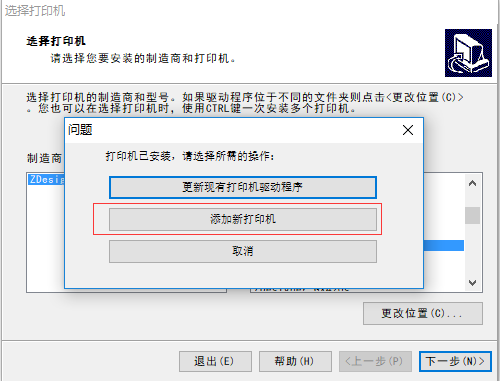 选择打印机
选择打印机
请选择您要安装的制造商和打印机。
选择打印机的制造商和型号。如果驱动程序位于不同的文件夹则点击<更改位置(C)>
。您也可以在选择打印机时, 使用CTRL键一次安装多个打印机。
问题
打印机已安装, 请选择所需的操作:
制造商
ZDesig
更新现有打印机驱动程序
添加新打印机
取消
更改位置(C)...
退出(E)
帮助(H)
<上一步(P)
下一步(N)>